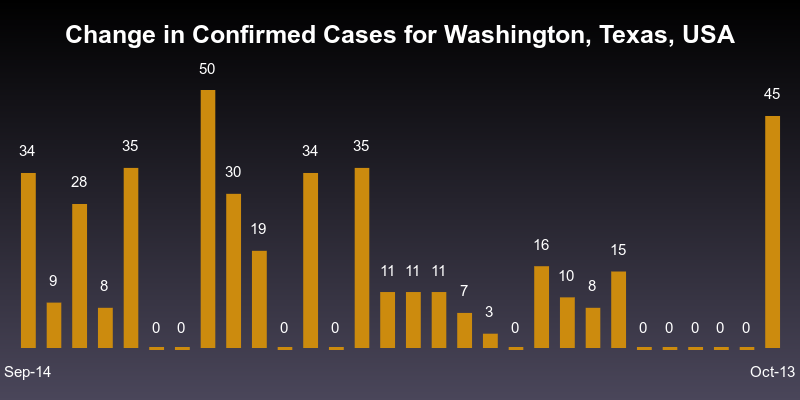 Change in Confirmed Cases for Washington, Texas, USA
34 9 28 8 35 0 0 50 30 19 0 34 0 35 11 11 11 7 3 0 16 10 8 15 0 0 0 0 0 45
Sep-14 Oct-13